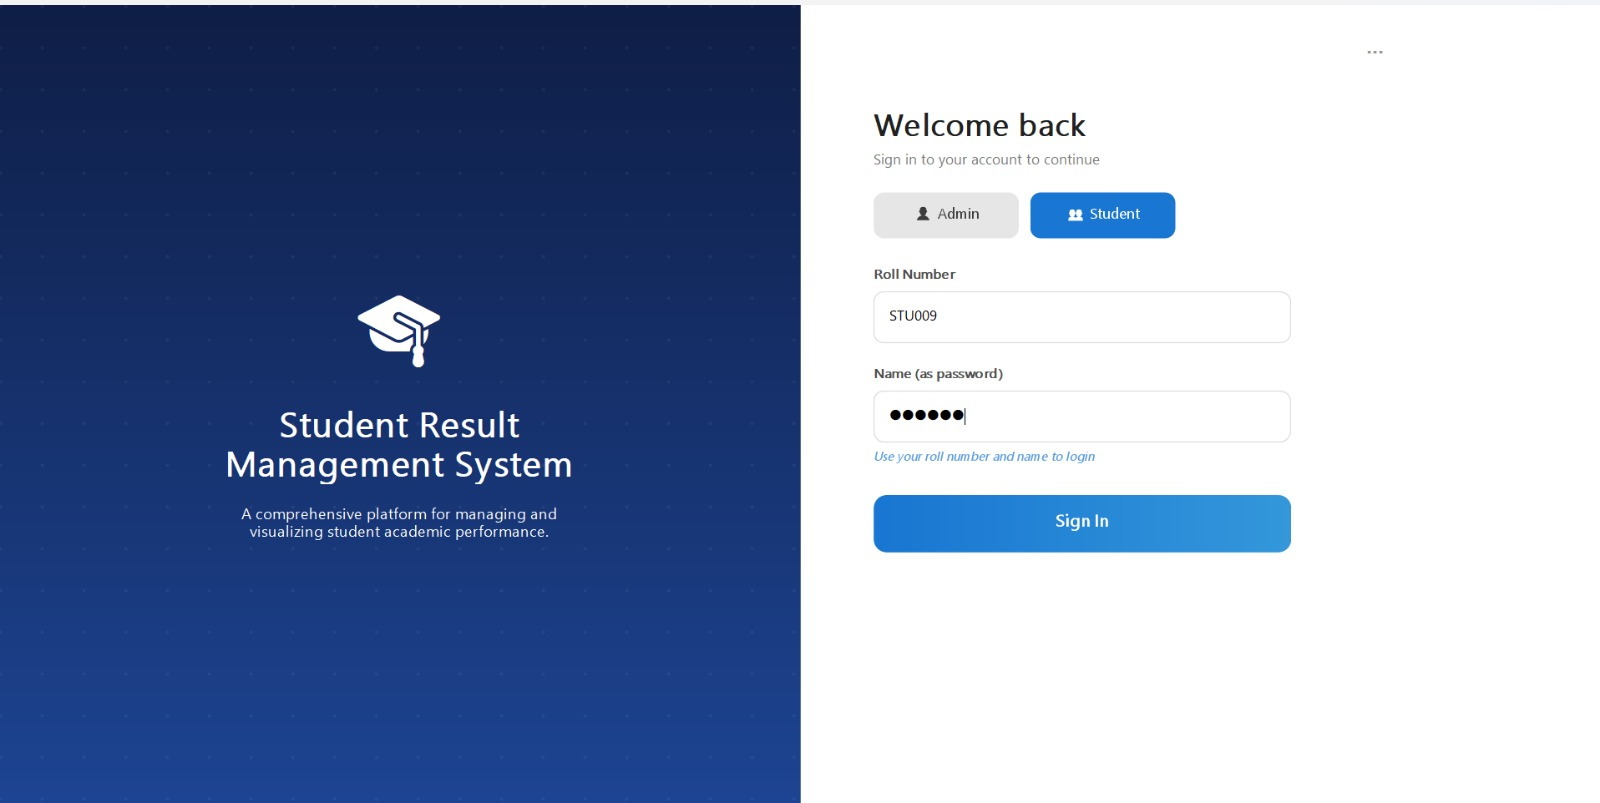 Student Result
Management System
A comprehensive platform for managing and
visualizing student academic performance.
...
Welcome back
Sign in to your account to continue
Admin
Student
Roll Number
STU009
Name (as password)
●●●●●●
Use your roll number and name to login
Sign In